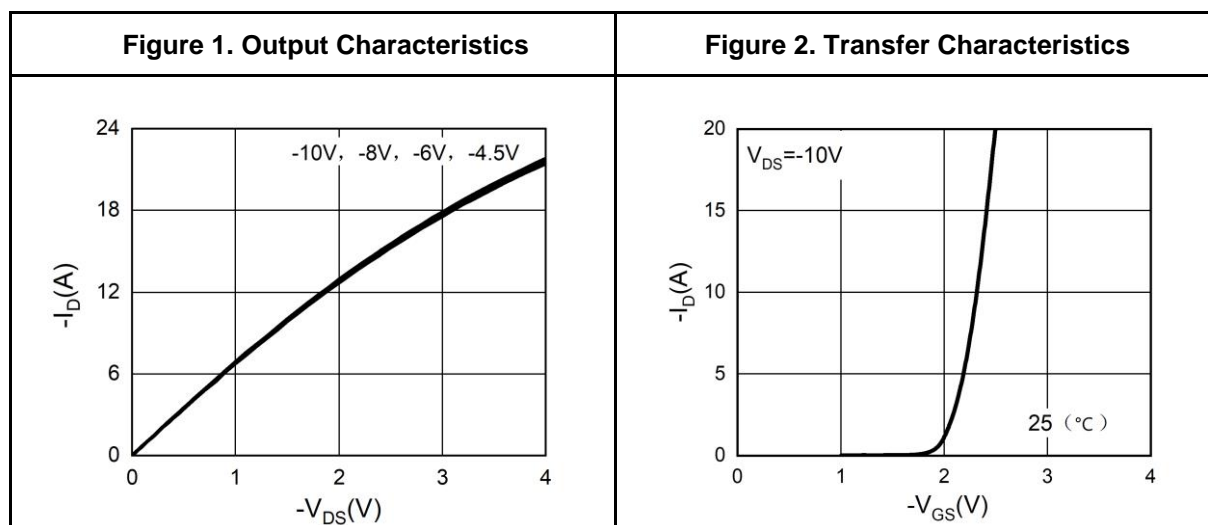 Figure 1. Output Characteristics
Figure 2. Transfer Characteristics
24
18
12
6
0
-I_D(A)
-10V，-8V，-6V，-4.5V
0 1 2 3 4
-V_DS(V)
20
15
10
5
0
-I_D(A)
V_DS=-10V
25（℃）
0 1 2 3 4
-V_GS(V)